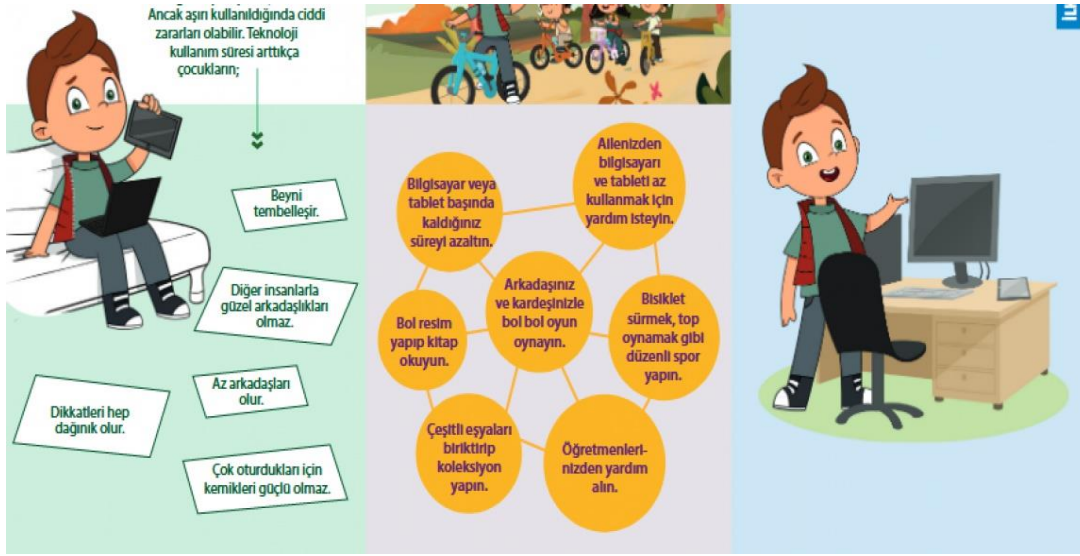 Ancak aşırı kullanıldığında ciddi
zararları olabilir. Teknoloji
kullanım süresi arttıkça
çocukların;
Beyni
tembelleşir.
Diğer insanlarla
güzel arkadaşlıkları
olmaz.
Az arkadaşları
olur.
Dikkatleri hep
dağınık olur.
Çok oturdukları için
kemikleri güçlü olmaz.
Bilgisayar veya
tablet başında
kaldığınız
süreyi azaltın.
Ailenizden
bilgisayarı
ve tableti az
kullanmak için
yardım isteyin.
Arkadaşınız
ve kardeşinizle
bol bol oyun
oynayın.
Bol resim
yapıp kitap
okuyun.
Bisiklet
sürmek, top
oynamak gibi
düzenli spor
yapın.
Çeşitli eşyaları
biriktirip
koleksiyon
yapın.
Öğretmenleri-
nizden yardım
alın.